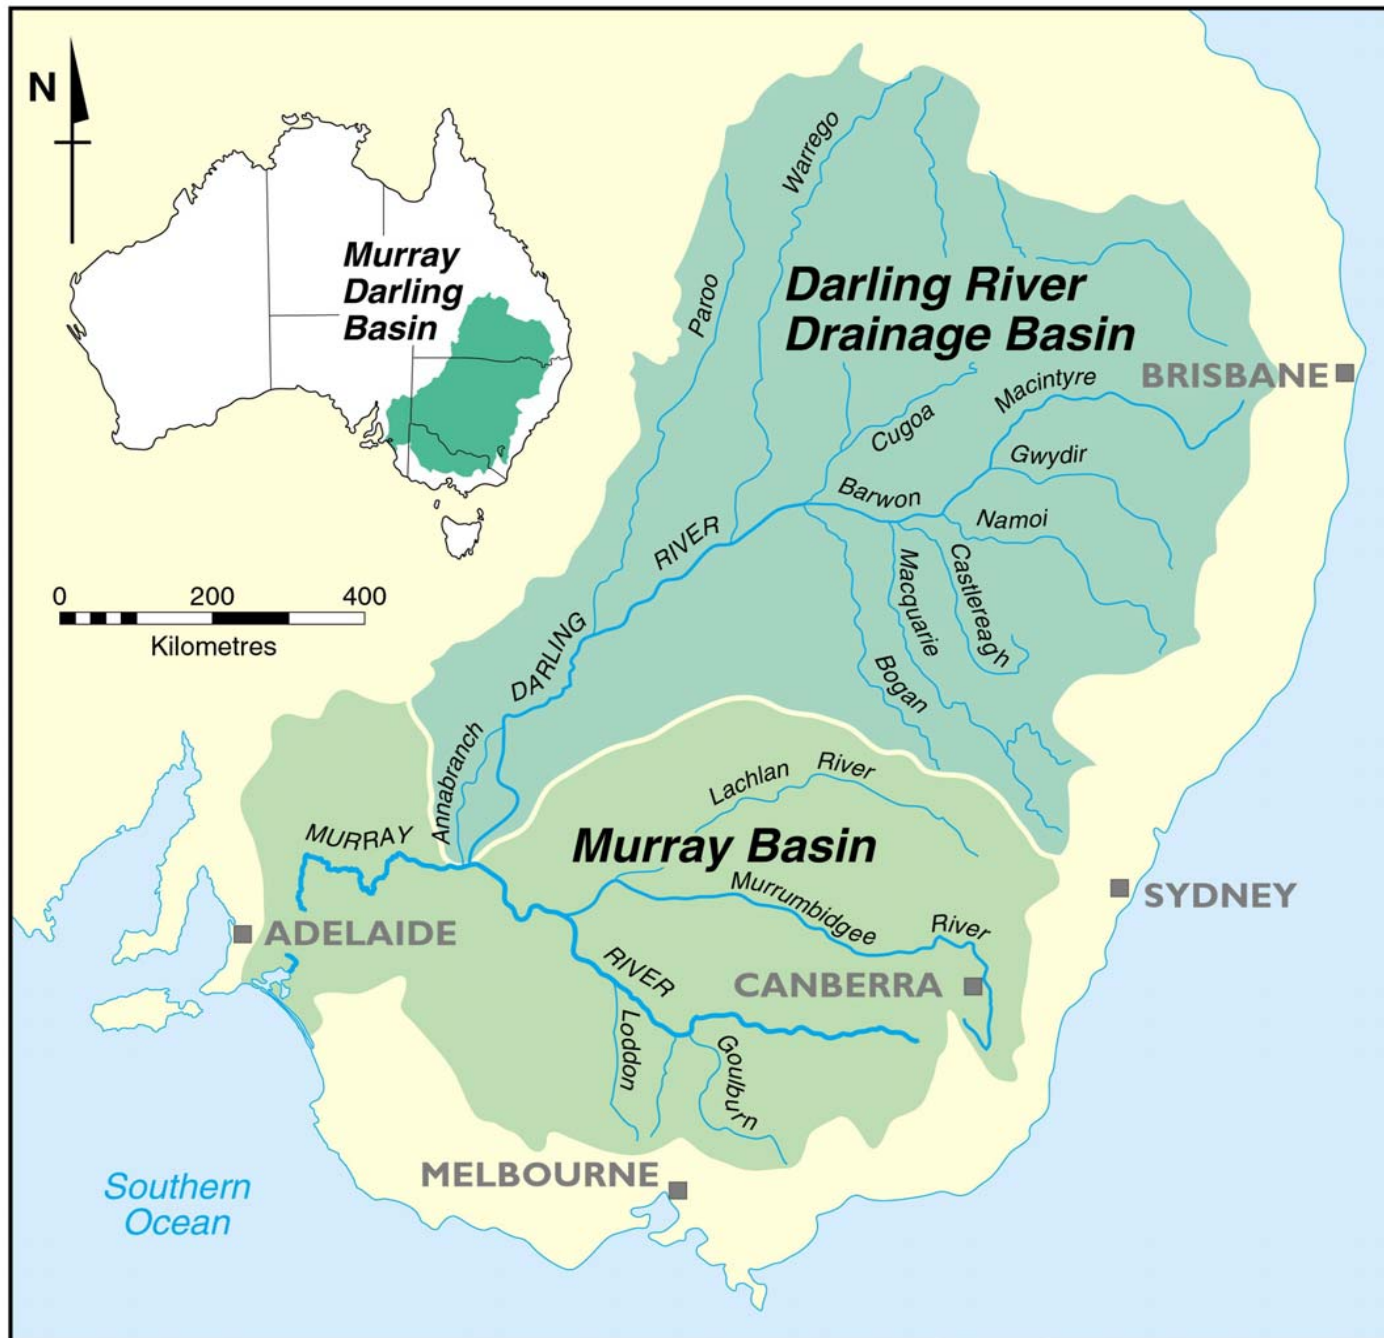 N
Murray
Darling
Basin
0 200 400
Kilometres
Warrego
Paroo
Darling River
Drainage Basin
BRISBANE
Macintyre
Cugoa
Gwydir
Barwon
Namoi
DARLING RIVER
Macquarie
Castlereagh
Bogan
Annabranch
Lachlan River
MURRAY
Murray Basin
Murrumbidgee River
SYDNEY
ADELAIDE
RIVER
CANBERRA
Loddon
Goulburn
MELBOURNE
Southern
Ocean